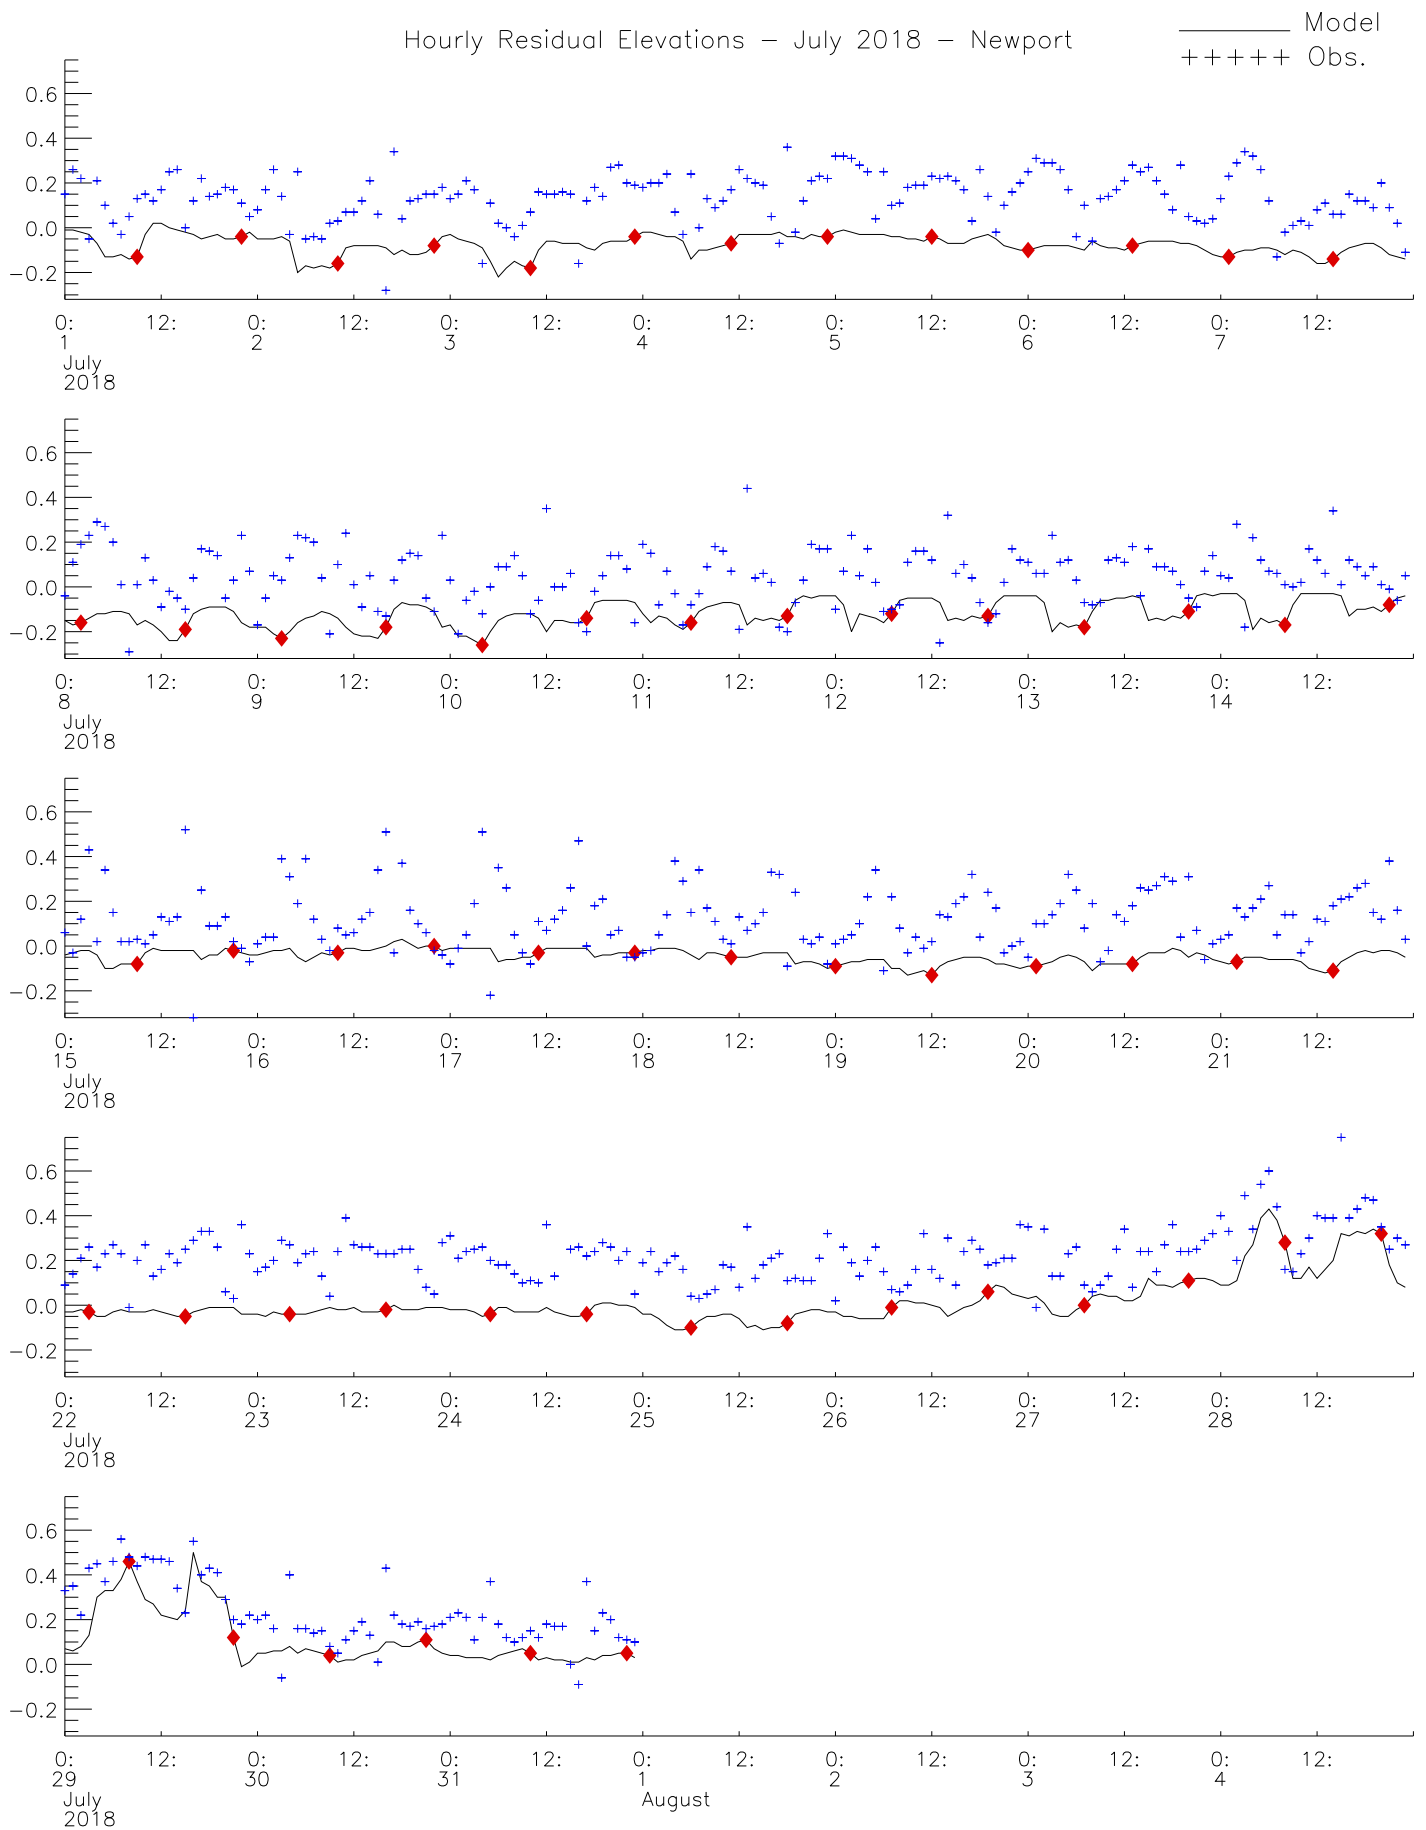 Hourly Residual Elevations – July 2018 – Newport
Model
+++++ Obs.
0.6
0.4
0.2
0.0
−0.2
0: 12: 0: 12: 0: 12: 0: 12: 0: 12: 0: 12: 0: 12:
1 2 3 4 5 6 7
July
2018
0.6
0.4
0.2
0.0
−0.2
0: 12: 0: 12: 0: 12: 0: 12: 0: 12: 0: 12: 0: 12:
8 9 10 11 12 13 14
July
2018
0.6
0.4
0.2
0.0
−0.2
0: 12: 0: 12: 0: 12: 0: 12: 0: 12: 0: 12: 0: 12:
15 16 17 18 19 20 21
July
2018
0.6
0.4
0.2
0.0
−0.2
0: 12: 0: 12: 0: 12: 0: 12: 0: 12: 0: 12: 0: 12:
22 23 24 25 26 27 28
July
2018
0.6
0.4
0.2
0.0
−0.2
0: 12: 0: 12: 0: 12: 0: 12: 0: 12: 0: 12: 0: 12:
29 30 31 1 2 3 4
July August
2018